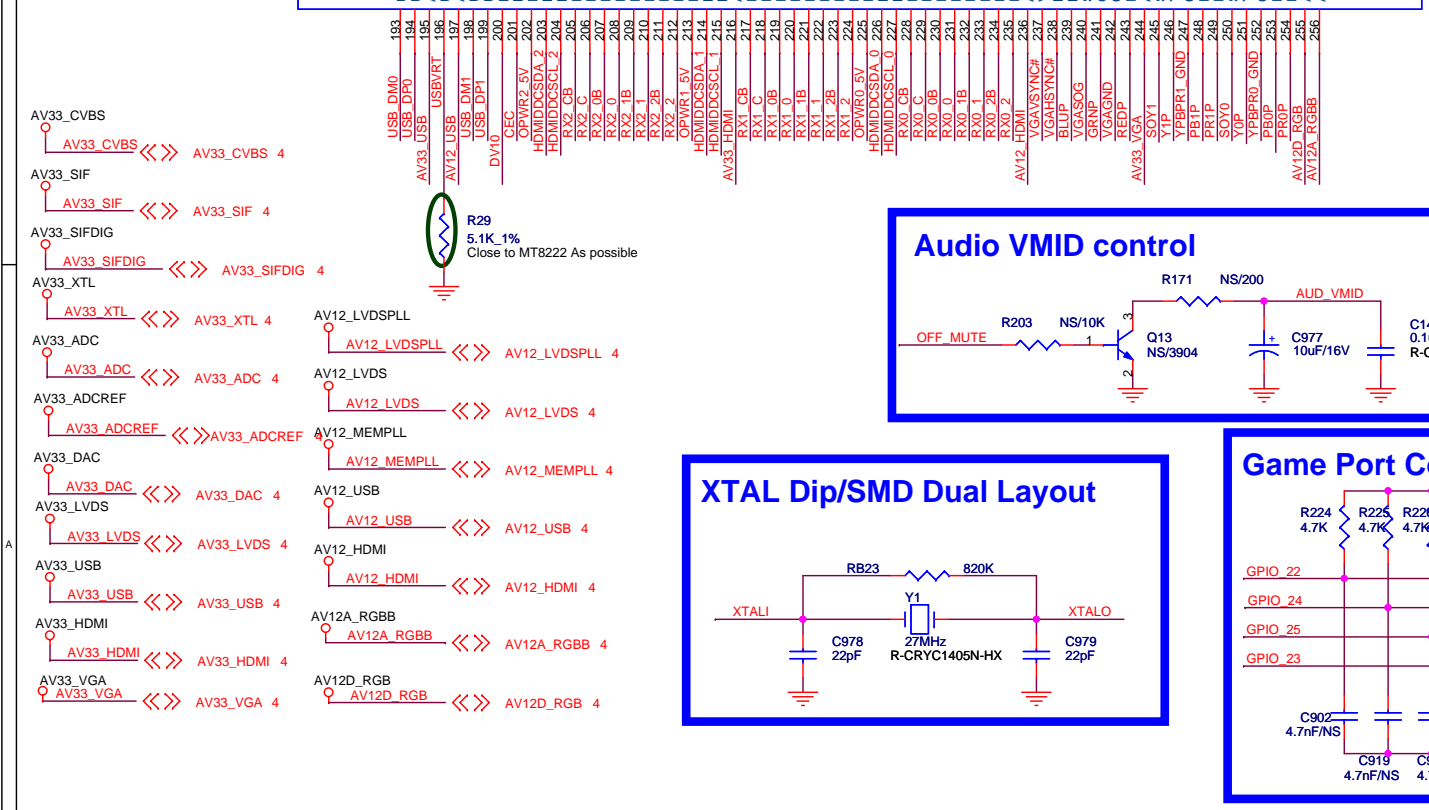 193
194
195
196
197
198
199
200
201
202
203
204
205
206
207
208
209
210
211
212
213
214
215
216
217
218
219
220
221
222
223
224
225
226
227
228
229
230
231
232
233
234
235
236
237
238
239
240
241
242
243
244
245
246
247
248
249
250
251
252
253
254
255
256
USB_DM0
USB_DP0
AV33_USB
USBVRT
AV12_USB
USB_DM1
USB_DP1
DV10
CEC
OPWR2_5V
HDMIDDCSDA_2
HDMIDDCSCL_2
RX2_CB
RX2_C
RX2_0B
RX2_0
RX2_1B
RX2_1
RX2_2B
RX2_2
OPWR1_5V
HDMIDDCSDA_1
HDMIDDCSCL_1
AV33_HDMI
RX1_CB
RX1_C
RX1_0B
RX1_0
RX1_1B
RX1_1
RX1_2B
RX1_2
OPWR0_5V
HDMIDDCSDA_0
HDMIDDCSCL_0
RX0_CB
RX0_C
RX0_0B
RX0_0
RX0_1B
RX0_1
RX0_2B
RX0_2
AV12_HDMI
VGAVSYNC#
VGAHSYNC#
BLUP
VGASOG
GRNP
VGAGND
REDP
AV33_VGA
SOY1
Y1P
YPBPR1_GND
PB1P
PR1P
SOY0
Y0P
YPBPR0_GND
PB0P
PR0P
AV12D_RGB
AV12A_RGBB
R29
5.1K_1%
Close to MT8222 As possible
AV33_CVBS
AV33_CVBS
AV33_CVBS 4
AV33_SIF
AV33_SIF
AV33_SIF 4
AV33_SIFDIG
AV33_SIFDIG
AV33_SIFDIG 4
AV33_XTL
AV33_XTL
AV33_XTL 4
AV33_ADC
AV33_ADC
AV33_ADC 4
AV33_ADCREF
AV33_ADCREF
AV33_ADCREF 4
AV33_DAC
AV33_DAC
AV33_DAC 4
AV33_LVDS
AV33_LVDS
AV33_LVDS 4
AV33_USB
AV33_USB
AV33_USB 4
AV33_HDMI
AV33_HDMI
AV33_HDMI 4
AV33_VGA
AV33_VGA
AV33_VGA 4
A
AV12_LVDSPLL
AV12_LVDSPLL
AV12_LVDSPLL 4
AV12_LVDS
AV12_LVDS
AV12_LVDS 4
AV12_MEMPLL
AV12_MEMPLL
AV12_MEMPLL 4
AV12_USB
AV12_USB
AV12_USB 4
AV12_HDMI
AV12_HDMI
AV12_HDMI 4
AV12A_RGBB
AV12A_RGBB
AV12A_RGBB 4
AV12D_RGB
AV12D_RGB
AV12D_RGB 4
Audio VMID control
R171 NS/200
AUD_VMID
OFF_MUTE
R203 NS/10K
1
3
2
Q13
NS/3904
+
C977
10uF/16V
XTAL Dip/SMD Dual Layout
RB23 820K
XTALI
Y1
XTALO
27MHz
R-CRYC1405N-HX
C978
22pF
C979
22pF
Game Port
R224
4.7K
R225
4.7K
GPIO_22
GPIO_24
GPIO_25
GPIO_23
C902
4.7nF/NS
C919
4.7nF/NS